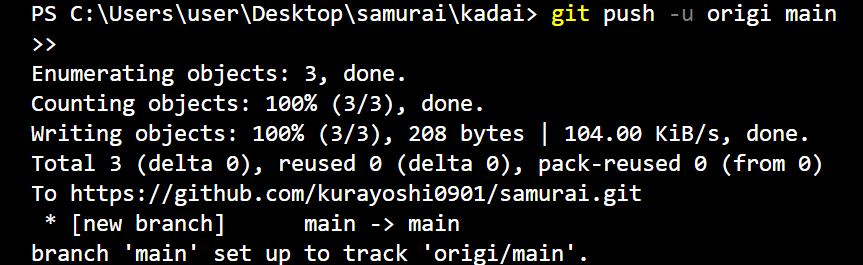 PS C:\Users\user\Desktop\samurai\kadai> git push -u origi main
>>
Enumerating objects: 3, done.
Counting objects: 100% (3/3), done.
Writing objects: 100% (3/3), 208 bytes | 104.00 KiB/s, done.
Total 3 (delta 0), reused 0 (delta 0), pack-reused 0 (from 0)
To https://github.com/kurayoshi0901/samurai.git
 * [new branch]      main -> main
branch 'main' set up to track 'origi/main'.